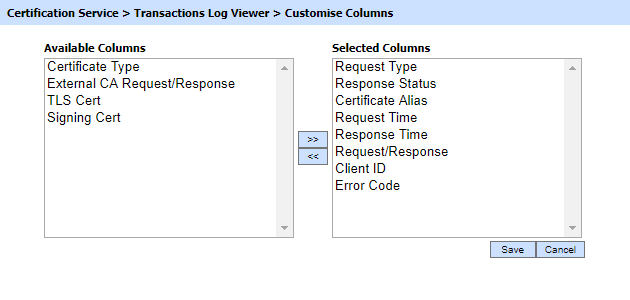 Certification Service > Transactions Log Viewer > Customise Columns
Available Columns
Certificate Type
External CA Request/Response
TLS Cert
Signing Cert
>>
<<
Selected Columns
Request Type
Response Status
Certificate Alias
Request Time
Response Time
Request/Response
Client ID
Error Code
Save Cancel